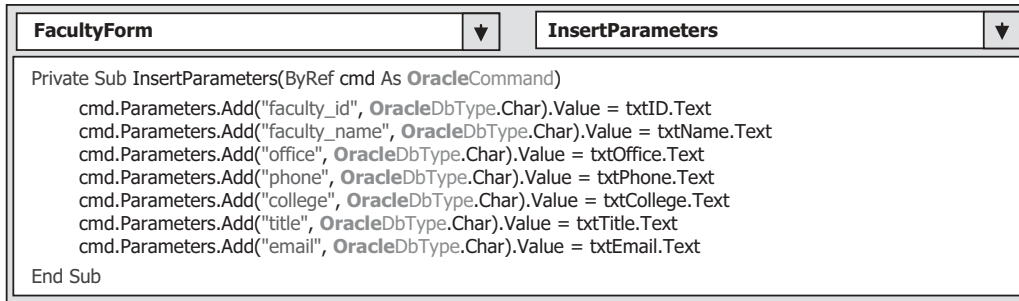 FacultyForm InsertParameters
Private Sub InsertParameters(ByRef cmd As OracleCommand)
cmd.Parameters.Add("faculty_id", OracleDbType.Char).Value = txtID.Text
cmd.Parameters.Add("faculty_name", OracleDbType.Char).Value = txtName.Text
cmd.Parameters.Add("office", OracleDbType.Char).Value = txtOffice.Text
cmd.Parameters.Add("phone", OracleDbType.Char).Value = txtPhone.Text
cmd.Parameters.Add("college", OracleDbType.Char).Value = txtCollege.Text
cmd.Parameters.Add("title", OracleDbType.Char).Value = txtTitle.Text
cmd.Parameters.Add("email", OracleDbType.Char).Value = txtEmail.Text
End Sub